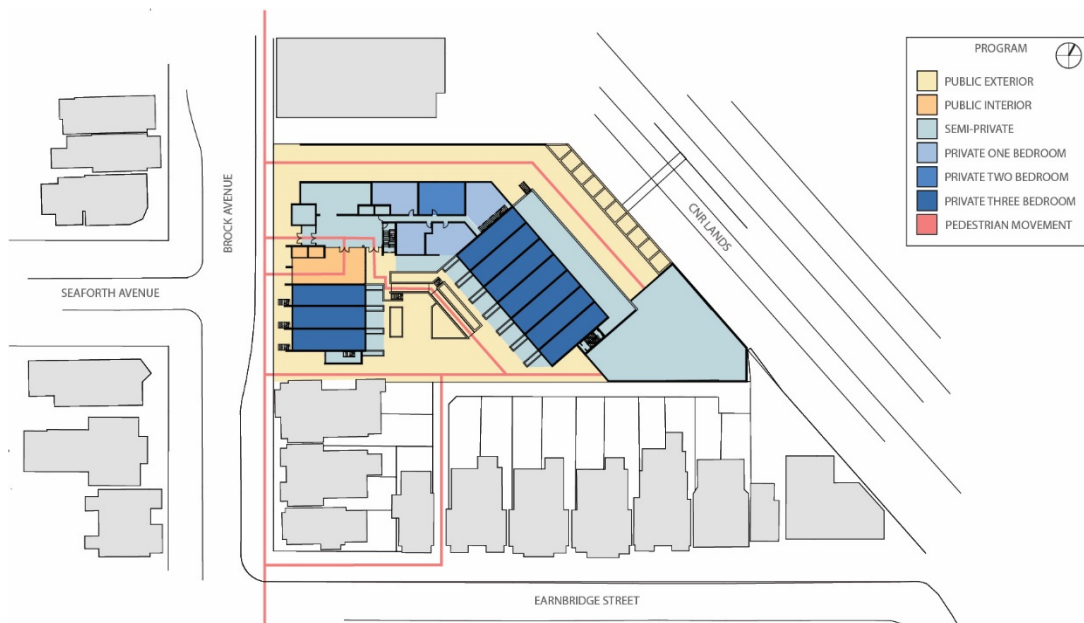 PROGRAM
PUBLIC EXTERIOR
PUBLIC INTERIOR
SEMI-PRIVATE
PRIVATE ONE BEDROOM
PRIVATE TWO BEDROOM
PRIVATE THREE BEDROOM
PEDESTRIAN MOVEMENT
BROCK AVENUE
CNR LANDS
SEAFORTH AVENUE
EARNBRIDGE STREET